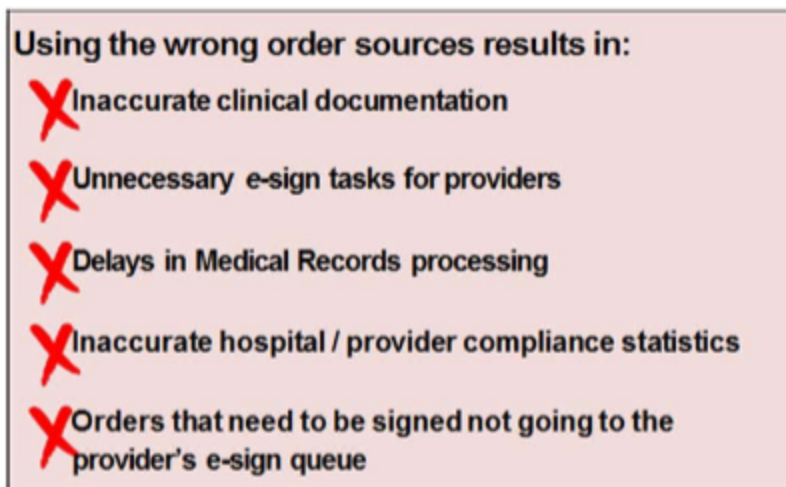 Using the wrong order sources results in:
Inaccurate clinical documentation
Unnecessary e-sign tasks for providers
Delays in Medical Records processing
Inaccurate hospital / provider compliance statistics
Orders that need to be signed not going to the
provider's e-sign queue